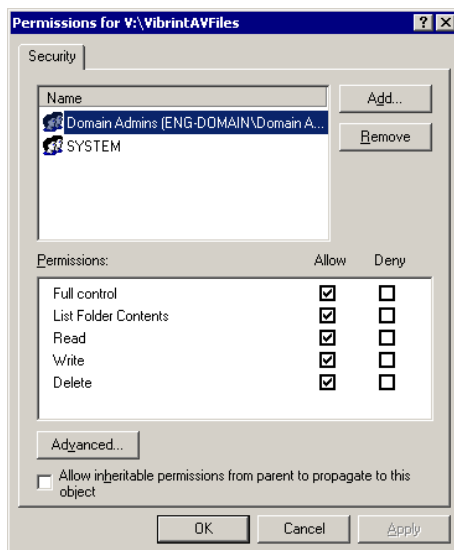 Permissions for V:\VibrintAVFiles
Security
Name
Domain Admins (ENG-DOMAIN\Domain A...
SYSTEM
Add...
Remove
Permissions: Allow Deny
Full control
List Folder Contents
Read
Write
Delete
Advanced...
Allow inheritable permissions from parent to propagate to this
object
OK Cancel Apply